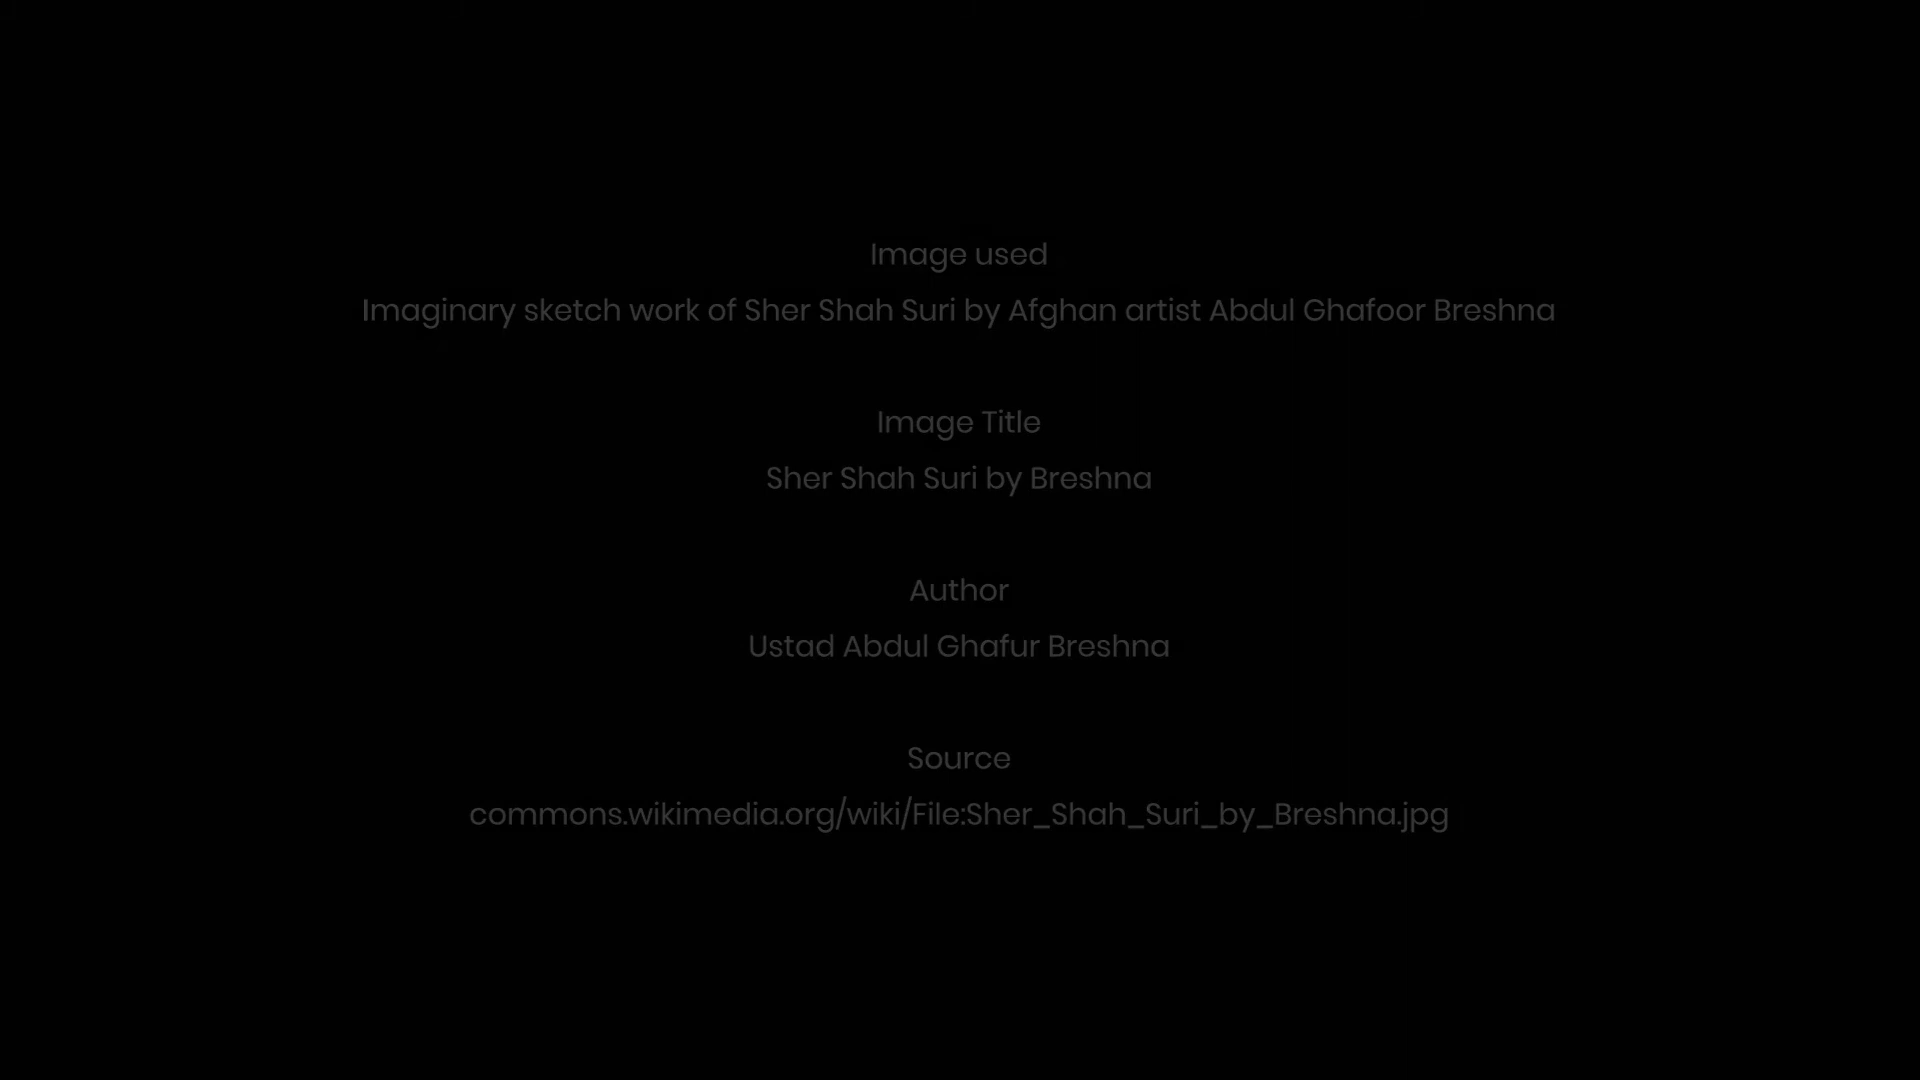 Image used
Imaginary sketch work of Sher Shah Suri by Afghan artist Abdul Ghafoor Breshna
Image Title
Sher Shah Suri by Breshna
Author
Ustad Abdul Ghafur Breshna
Source
commons.wikimedia.org/wiki/File:Sher_Shah_Suri_by_Breshna.jpg